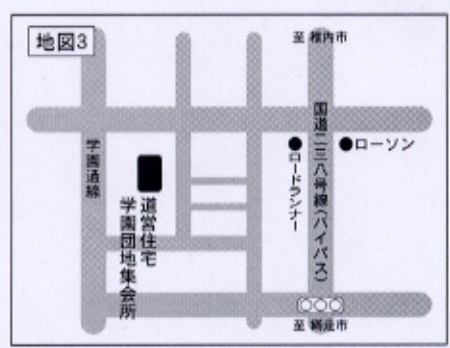 地図3
至 稚内市
学園通線
道営住宅
学園団地集会所
ロードランナー
国道二三八号線(バイパス)
ローソン
至 網走市